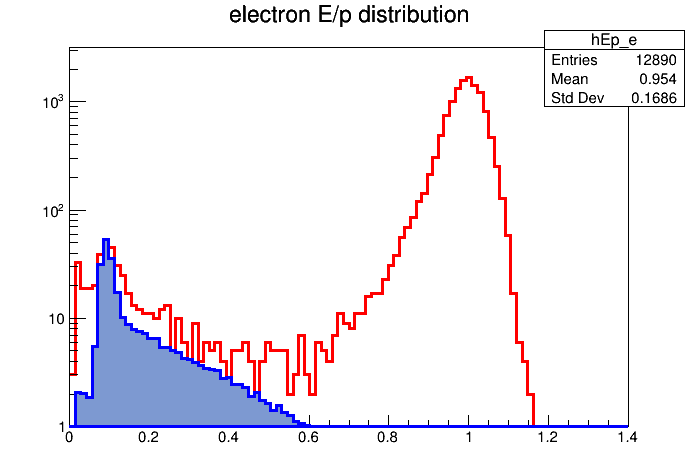 electron E/p distribution
hEp_e
Entries 12890
Mean 0.954
Std Dev 0.1686
10³
10²
10
1
0 0.2 0.4 0.6 0.8 1 1.2 1.4